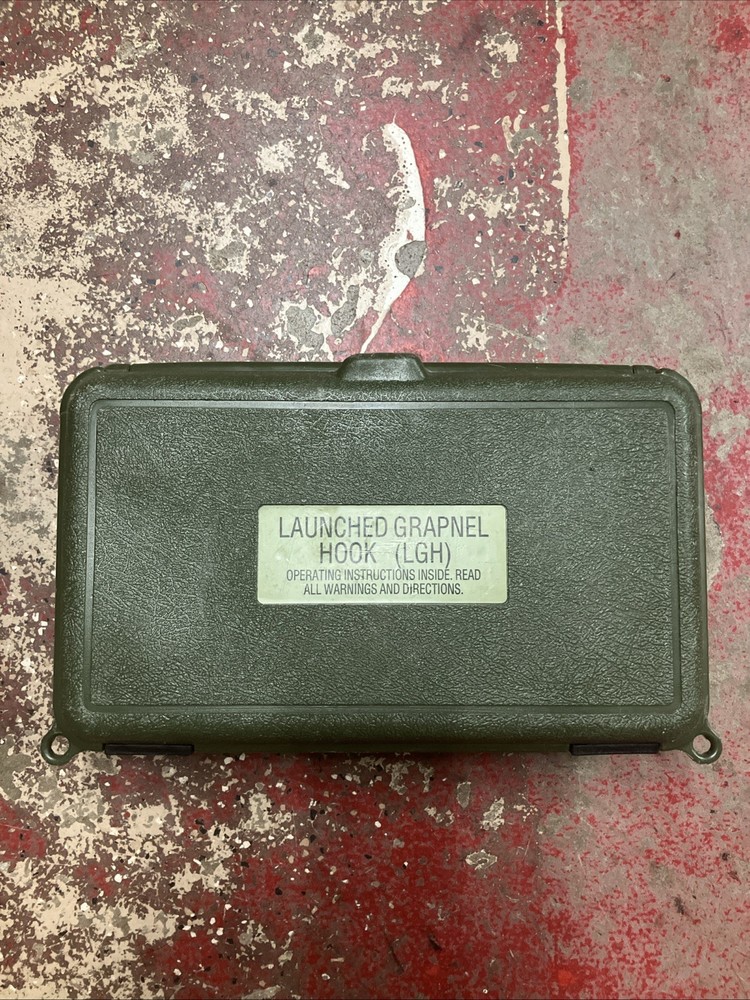 LAUNCHED GRAPNEL
HOOK (LGH)
OPERATING INSTRUCTIONS INSIDE. READ
ALL WARNINGS AND DIRECTIONS.